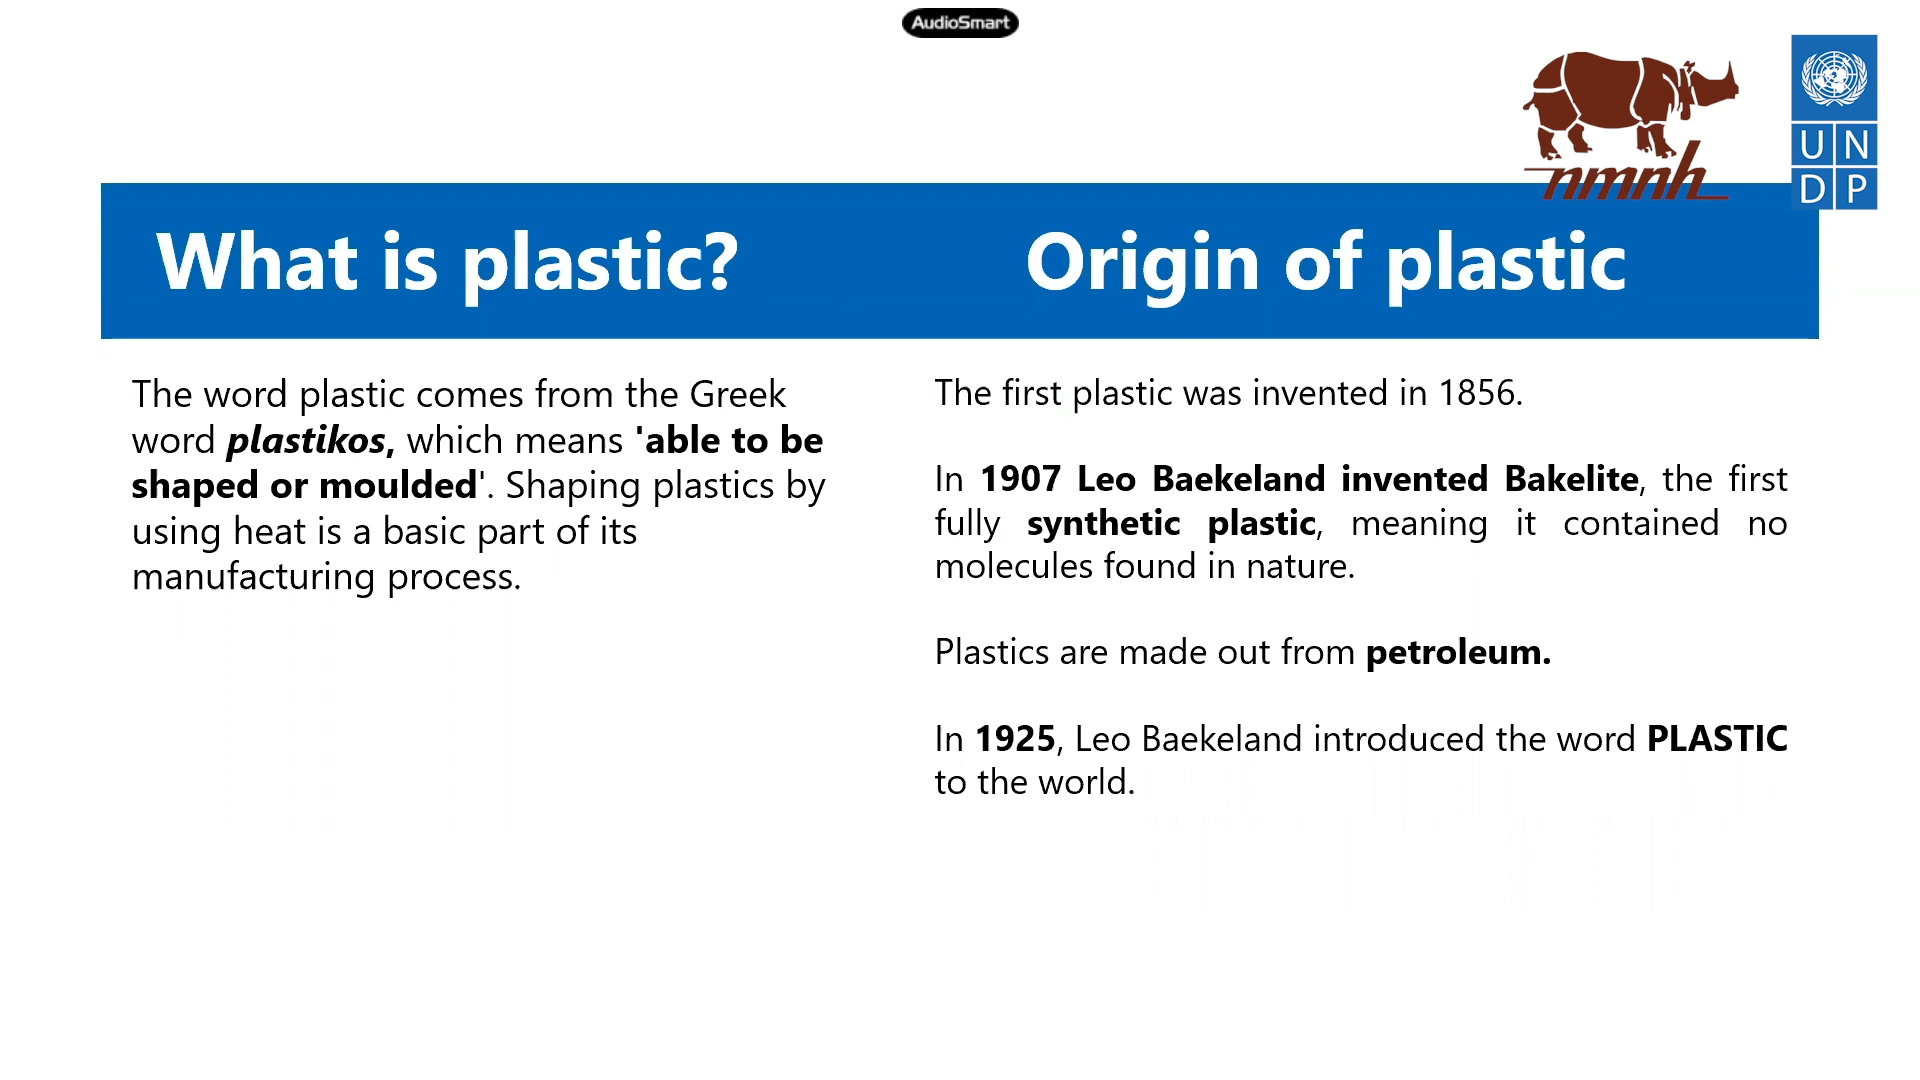 AudioSmart
nmnh
U N
D P
What is plastic?
Origin of plastic
The word plastic comes from the Greek
word plastikos, which means 'able to be
shaped or moulded'. Shaping plastics by
using heat is a basic part of its
manufacturing process.
The first plastic was invented in 1856.
In 1907 Leo Baekeland invented Bakelite, the first
fully synthetic plastic, meaning it contained no
molecules found in nature.
Plastics are made out from petroleum.
In 1925, Leo Baekeland introduced the word PLASTIC
to the world.